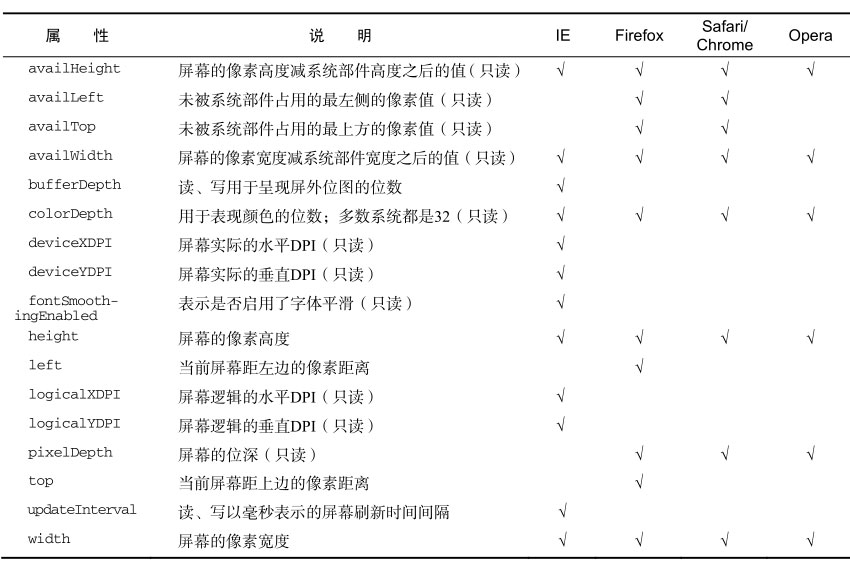 属 性 说 明 IE Firefox Safari/ Opera
Chrome
availHeight 屏幕的像素高度减系统部件高度之后的值（只读） √ √ √ √
availLeft 未被系统部件占用的最左侧的像素值（只读） √ √
availTop 未被系统部件占用的最上方的像素值（只读） √ √
availWidth 屏幕的像素宽度减系统部件宽度之后的值（只读） √ √ √ √
bufferDepth 读、写用于呈现屏外位图的位数 √
colorDepth 用于表现颜色的位数；多数系统都是32（只读） √ √ √ √
deviceXDPI 屏幕实际的水平DPI（只读） √
deviceYDPI 屏幕实际的垂直DPI（只读） √
fontSmooth- 表示是否启用了字体平滑（只读） √
ingEnabled
height 屏幕的像素高度 √ √ √ √
left 当前屏幕距左边的像素距离 √
logicalXDPI 屏幕逻辑的水平DPI（只读） √
logicalYDPI 屏幕逻辑的垂直DPI（只读） √
pixelDepth 屏幕的位深（只读） √ √ √
top 当前屏幕距上边的像素距离 √
updateInterval 读、写以毫秒表示的屏幕刷新时间间隔 √
width 屏幕的像素宽度 √ √ √ √